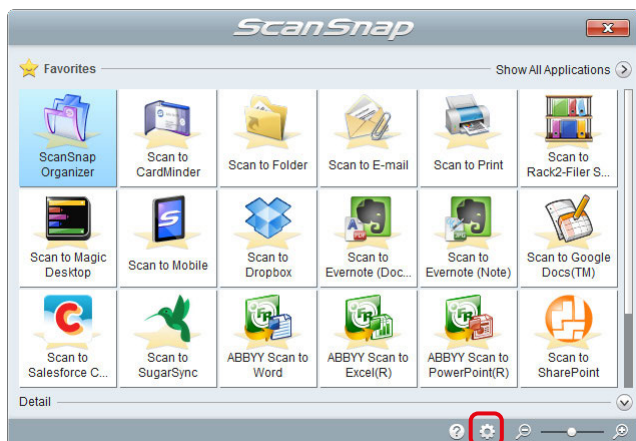 ScanSnap
Favorites
Show All Applications
ScanSnap
Organizer
Scan to
CardMinder
Scan to Folder
Scan to E-mail
Scan to Print
Scan to
Rack2-Filer S...
Scan to Magic
Desktop
Scan to Mobile
Scan to
Dropbox
Scan to
Evernote (Doc...
Scan to
Evernote (Note)
Scan to Google
Docs(TM)
Scan to
Salesforce C...
Scan to
SugarSync
ABBYY Scan to
Word
ABBYY Scan to
Excel(R)
ABBYY Scan to
PowerPoint(R)
Scan to
SharePoint
Detail